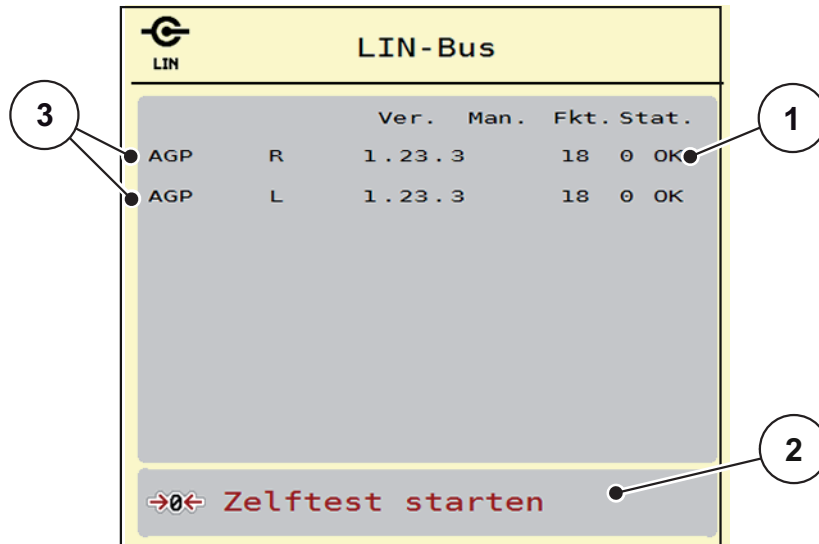 LIN
LIN-Bus
Ver. Man. Fkt. Stat.
AGP R 1.23.3 18 0 OK
AGP L 1.23.3 18 0 OK
0 Zelftest starten
3
1
2